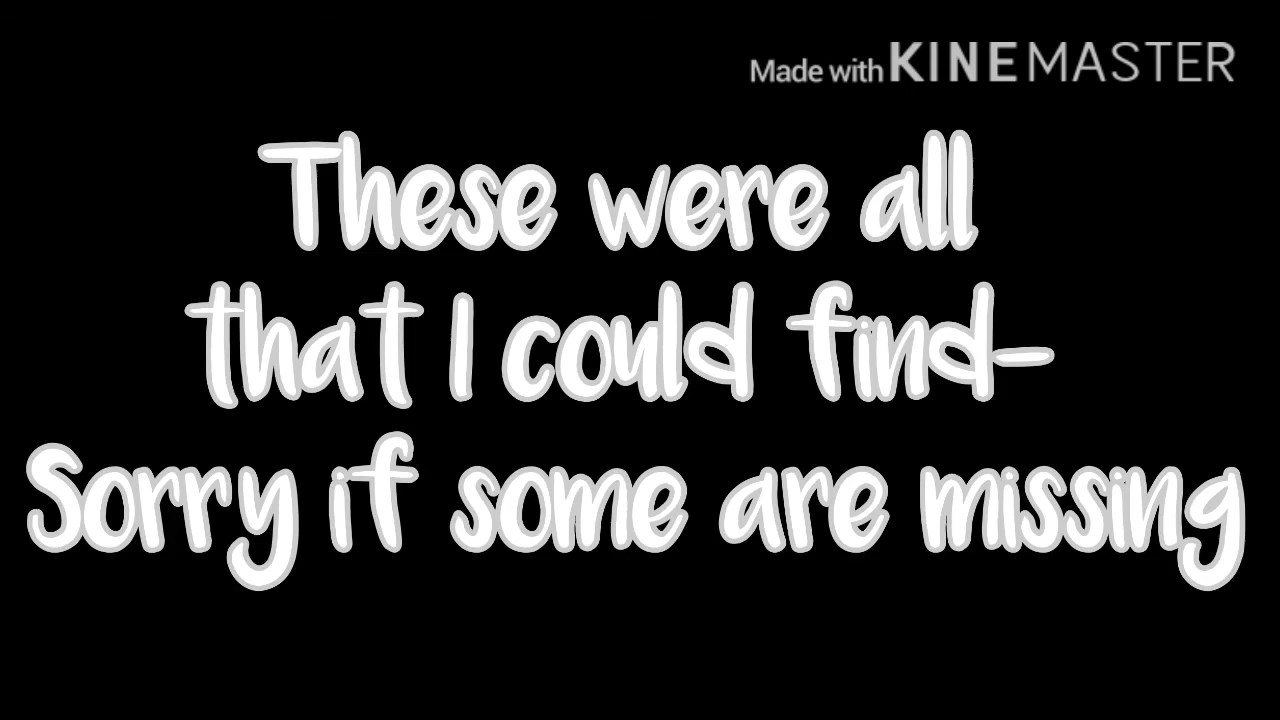 Made with KINEMASTER
These were all
that I could find-
Sorry if some are missing